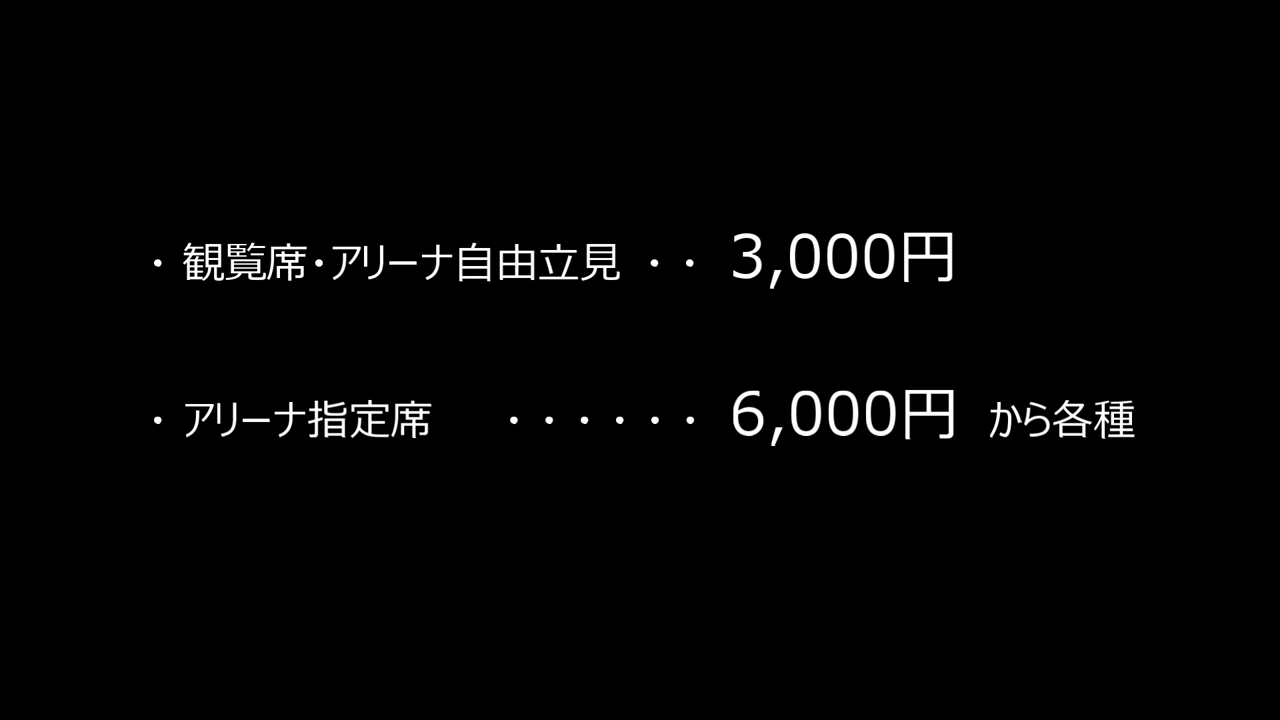 ・ 観覧席・アリーナ自由立見 ・・ 3,000円
・ アリーナ指定席 ・・・・・・ 6,000円 から各種